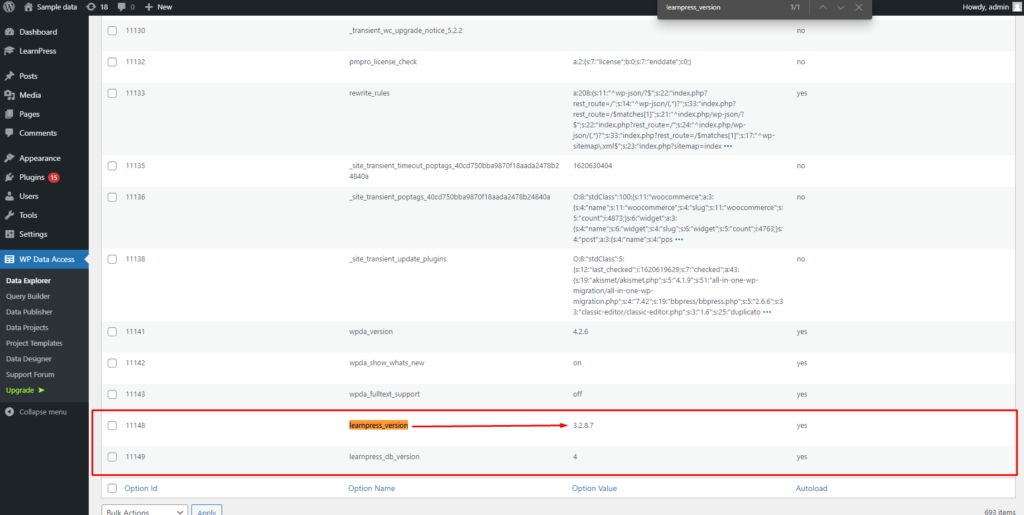 Sample data 18 0 New learnpress_version 1/1 Howdy, admin
Dashboard
LearnPress
Posts
Media
Pages
Comments
Appearance
Plugins 15
Users
Tools
Settings
WP Data Access
Data Explorer
Query Builder
Data Publisher
Data Projects
Project Templates
Data Designer
Support Forum
Upgrade
Collapse menu
11130 _transient_wc_upgrade_notice_5.2.2 no
11132 pmpro_license_check a:2:{s:7:"license";b:0;s:7:"enddate";i:0;} no
11133 rewrite_rules a:208:{s:11:"^wp-json/?$";s:22:"index.php? yes
rest_route=/";s:14:"^wp-json/(.*)?";s:33:"index.php?
rest_route=/$matches[1]";s:21:"^index.php/wp-json/?
$";s:22:"index.php?rest_route=/";s:24:"^index.php/wp-
json/(.*)?";s:33:"index.php?rest_route=/$matches[1]";s:17:"^wp-
sitemap\.xml$";s:23:"index.php?sitemap=index •••
11135 _site_transient_timeout_poptags_40cd750bba9870f18aada2478b2 1620630404 no
4840a
11136 _site_transient_poptags_40cd750bba9870f18aada2478b24840a O:8:"stdClass":100:{s:11:"woocommerce";a:3: no
{s:4:"name";s:11:"woocommerce";s:4:"slug";s:11:"woocommerce";s:
5:"count";i:4873;}s:6:"widget";a:3:
{s:4:"name";s:6:"widget";s:4:"slug";s:6:"widget";s:5:"count";i:4763;}s:
4:"post";a:3:{s:4:"name";s:4:"pos •••
11138 _site_transient_update_plugins O:8:"stdClass":5: no
{s:12:"last_checked";i:1620619629;s:7:"checked";a:43:
{s:19:"akismet/akismet.php";s:5:"4.1.9";s:51:"all-in-one-wp-
migration/all-in-one-wp-
migration.php";s:4:"7.42";s:19:"bbpress/bbpress.php";s:5:"2.6.6";s:3
3:"classic-editor/classic-editor.php";s:3:"1.6";s:25:"duplicato •••
11141 wpda_version 4.2.6 yes
11142 wpda_show_whats_new on yes
11143 wpda_fulltext_support off yes
11148 learnpress_version 3.2.8.7 yes
11149 learnpress_db_version 4 yes
Option Id Option Name Option Value Autoload
Bulk Actions Apply 693 items